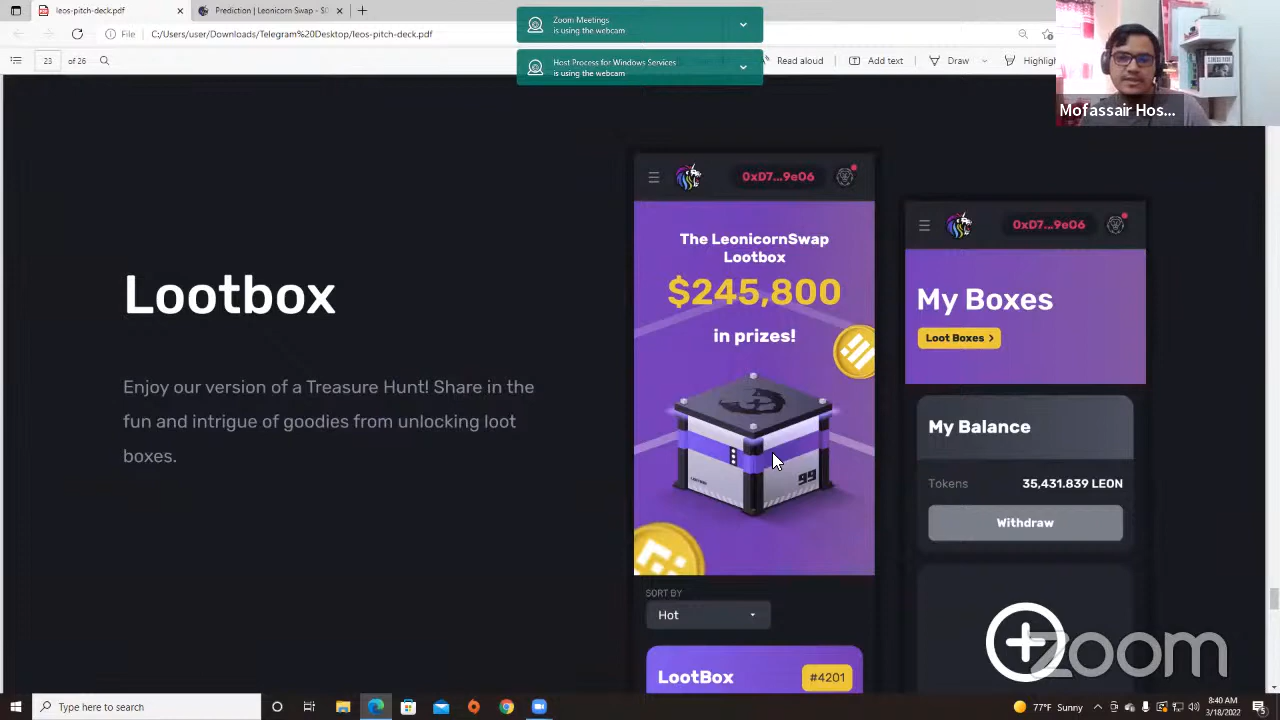 leos-pitch-deck.pdf
Prediction | Leonicorn Swap - SC
File
C:/Users/user/Downloads/Telegram%20Desktop/leos-pitch-deck.pdf
23
of 26
Zoom Meetings
is using the webcam
Host Process for Windows Services
is using the webcam
Read aloud
Add text
Draw
Highligh
Mofassair Hos...
Lootbox
Enjoy our version of a Treasure Hunt! Share in the
fun and intrigue of goodies from unlocking loot
boxes.
0xD7...9e06
The LeonicornSwap
Lootbox
$245,800
in prizes!
99
SORT BY
Hot
LootBox
#4201
0xD7...9e06
My Boxes
Loot Boxes
My Balance
Tokens
35,431.839 LEON
Withdraw
zoom
Type here to search
77°F Sunny
8:40 AM
3/18/2022